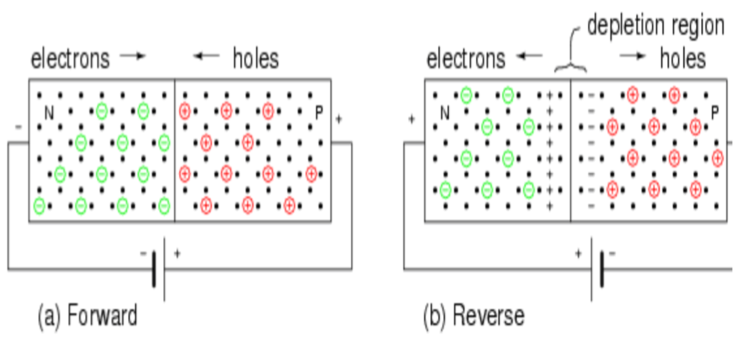 electrons → ← holes
N P
- +
- +
(a) Forward
depletion region
electrons ← → holes
N P
+
+ -
(b) Reverse